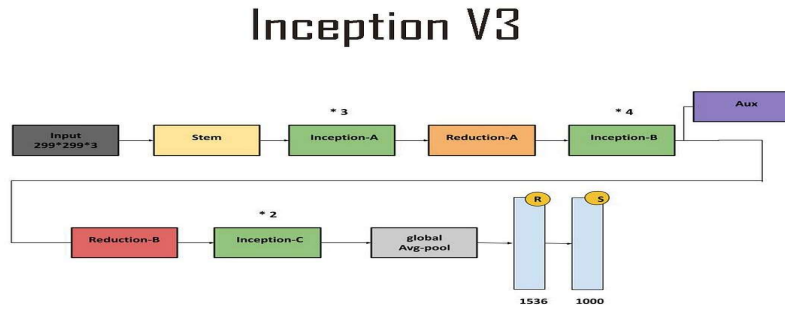 Inception V3
* 3
* 4
Aux
Input
299*299*3
Stem
Inception-A
Reduction-A
Inception-B
* 2
R
S
Reduction-B
Inception-C
global
Avg-pool
1536
1000